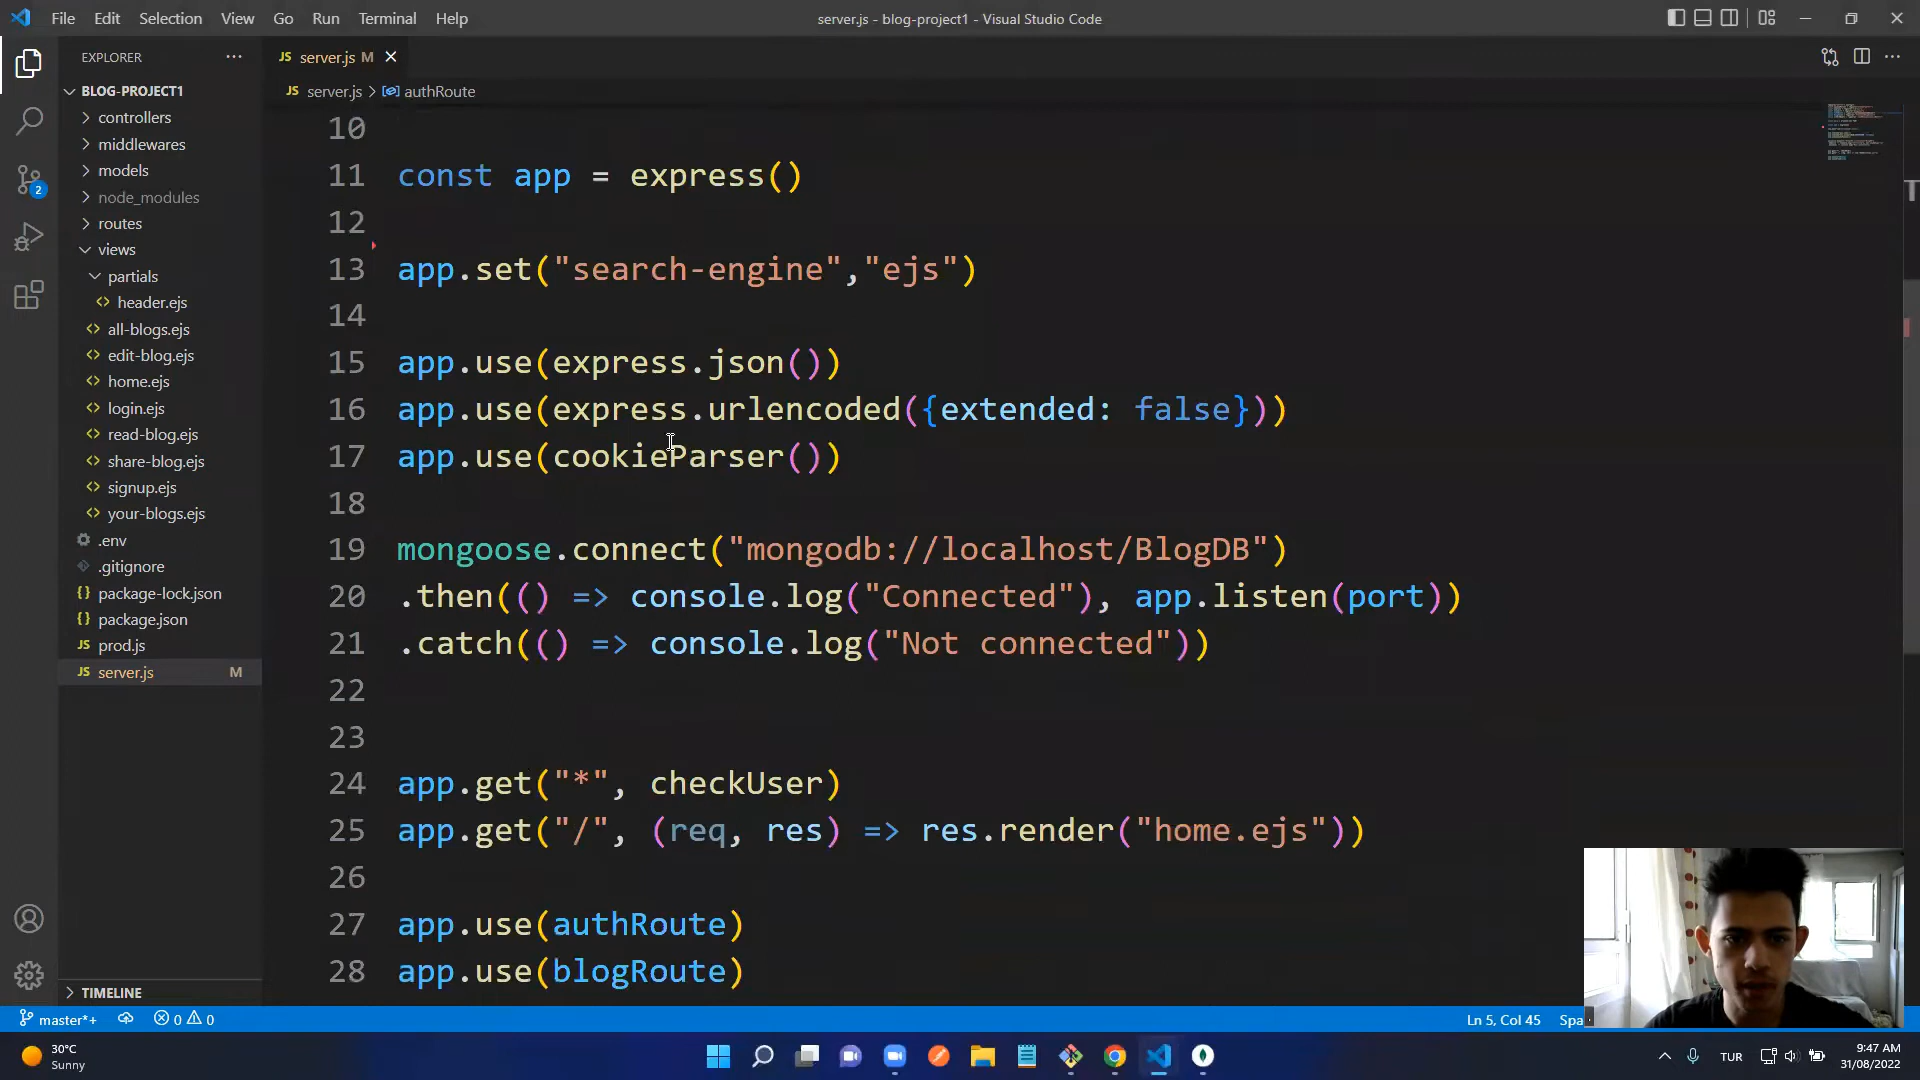 File Edit Selection View Go Run Terminal Help
server.js - blog-project1 - Visual Studio Code
EXPLORER
BLOG-PROJECT1
controllers
middlewares
models
node_modules
routes
views
partials
header.ejs
all-blogs.ejs
edit-blog.ejs
home.ejs
login.ejs
read-blog.ejs
share-blog.ejs
signup.ejs
your-blogs.ejs
.env
.gitignore
package-lock.json
package.json
JS prod.js
JS server.js M
TIMELINE
JS server.js M
JS server.js > authRoute
10
11 const app = express()
12
13 app.set("search-engine","ejs")
14
15 app.use(express.json())
16 app.use(express.urlencoded({extended: false}))
17 app.use(cookieParser())
18
19 mongoose.connect("mongodb://localhost/BlogDB")
20 .then(() => console.log("Connected"), app.listen(port))
21 .catch(() => console.log("Not connected"))
22
23
24 app.get("*", checkUser)
25 app.get("/", (req, res) => res.render("home.ejs"))
26
27 app.use(authRoute)
28 app.use(blogRoute)
2
master*+ 0 0
Ln 5, Col 45 Spa
30°C
Sunny
TUR
9:47 AM
31/08/2022